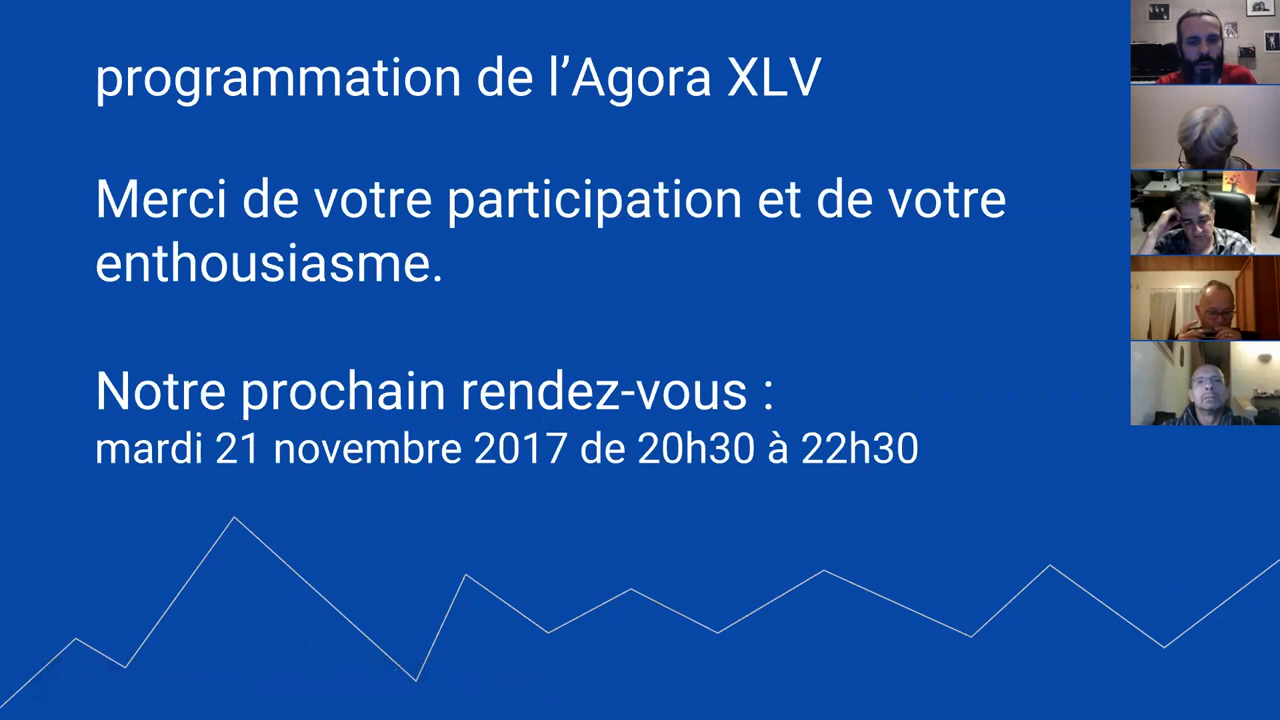 programmation de l’Agora XLV
Merci de votre participation et de votre
enthousiasme.
Notre prochain rendez-vous :
mardi 21 novembre 2017 de 20h30 à 22h30